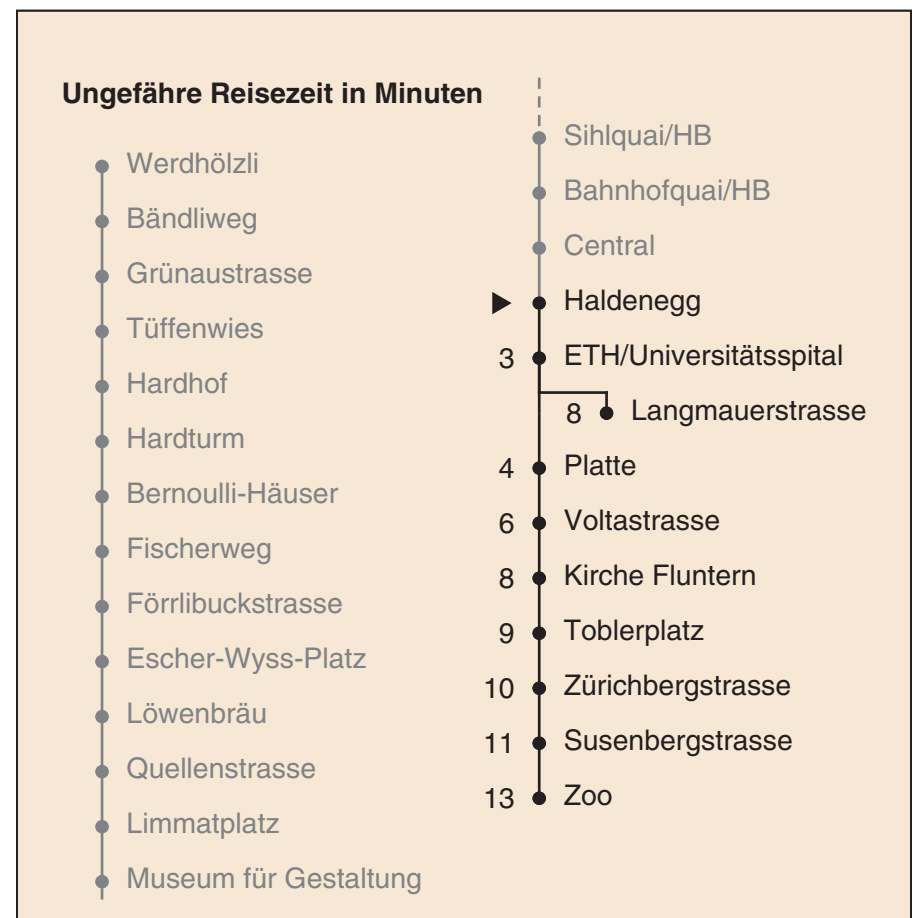 Ungefähre Reisezeit in Minuten
Werdhölzli
Bändliweg
Grünaustrasse
Tüffenwies
Hardhof
Hardturm
Bernoulli-Häuser
Fischerweg
Förrlibuckstrasse
Escher-Wyss-Platz
Löwenbräu
Quellenstrasse
Limmatplatz
Museum für Gestaltung
Sihlquai/HB
Bahnhofquai/HB
Central
Haldenegg
3 ETH/Universitätsspital
8 Langmauerstrasse
4 Platte
6 Voltastrasse
8 Kirche Fluntern
9 Toblerplatz
10 Zürichbergstrasse
11 Susenbergstrasse
13 Zoo